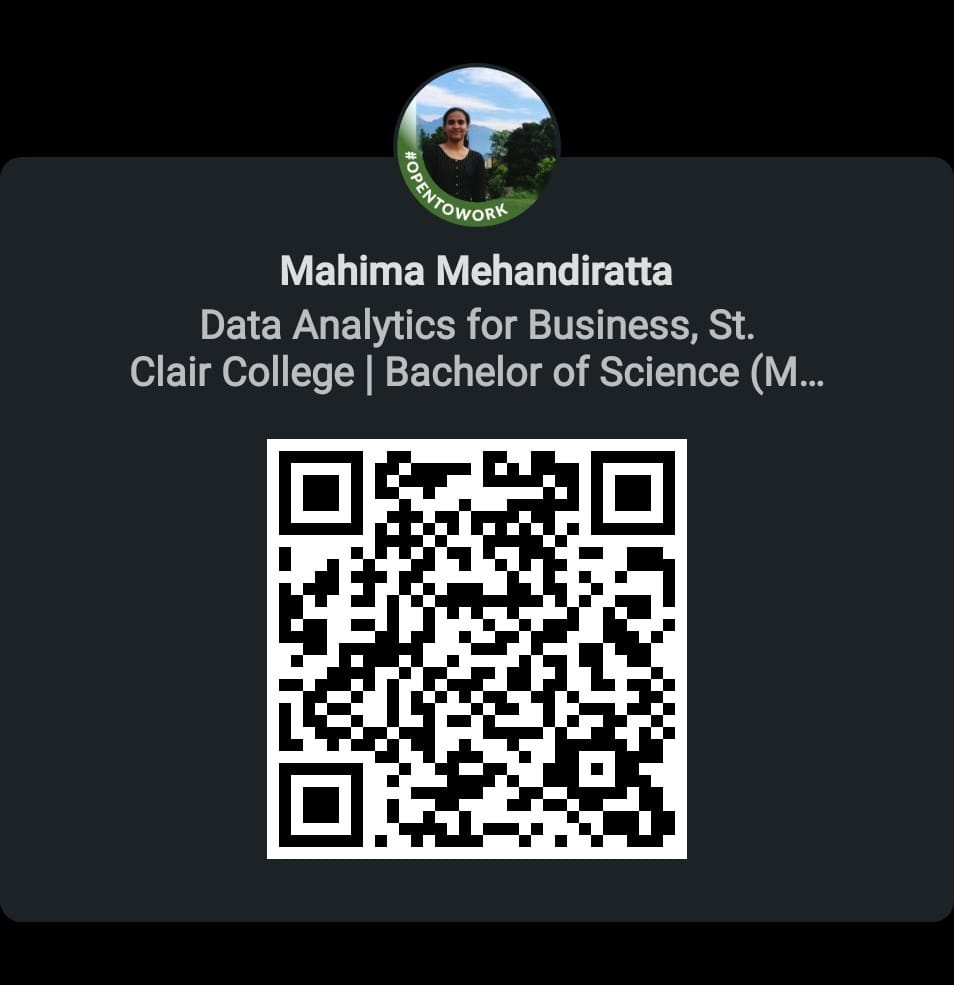 #OPENTOWORK
Mahima Mehandiratta
Data Analytics for Business, St.
Clair College | Bachelor of Science (M...